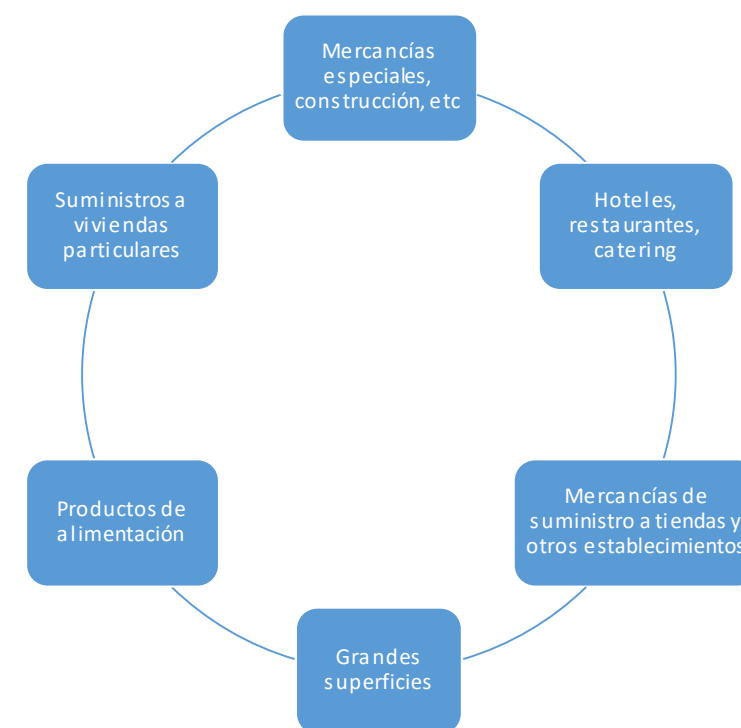 Mercancías
especiales,
construcción, etc
Hoteles,
restaurantes,
catering
Mercancías de
suministro a tiendas y
otros establecimientos
Grandes
superficies
Productos de
alimentación
Suministros a
viviendas
particulares